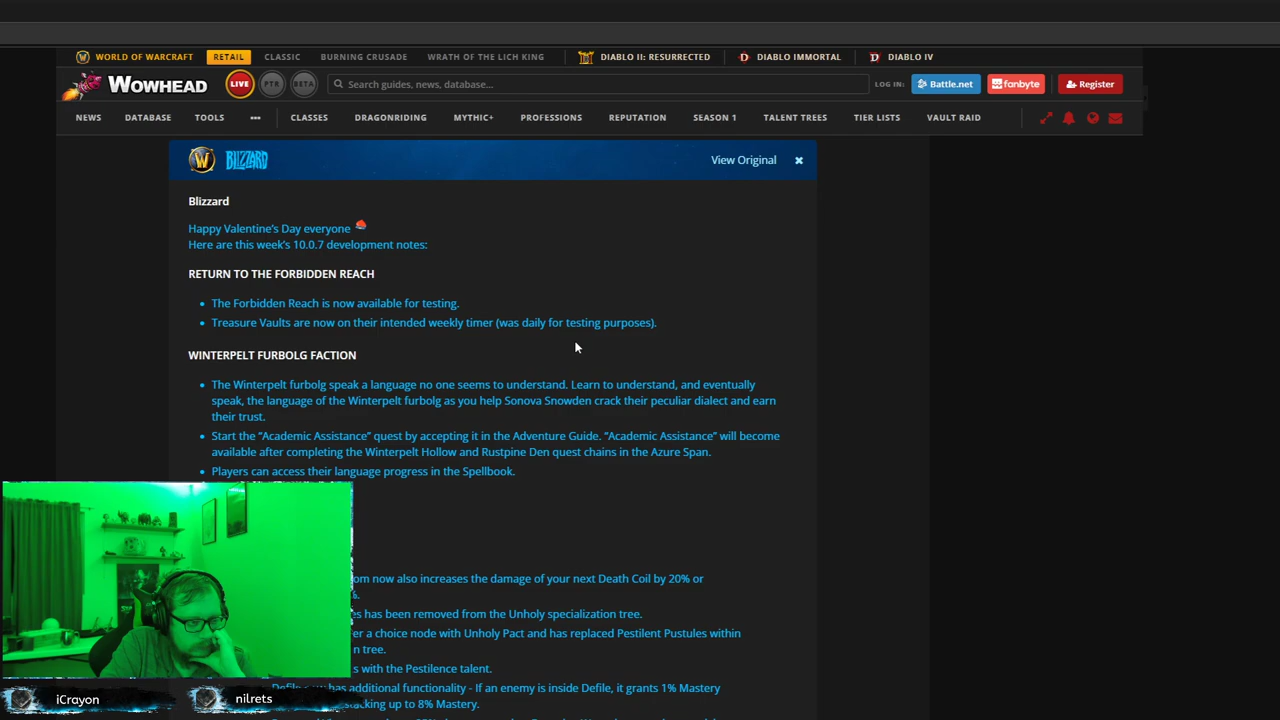 WORLD OF WARCRAFT RETAIL CLASSIC BURNING CRUSADE WRATH OF THE LICH KING DIABLO II: RESURRECTED DIABLO IMMORTAL DIABLO IV
WOWHEAD LIVE PTR BETA Search guides, news, database... LOG IN: Battle.net fanbyte Register
NEWS DATABASE TOOLS ••• CLASSES DRAGONRIDING MYTHIC+ PROFESSIONS REPUTATION SEASON 1 TALENT TREES TIER LISTS VAULT RAID
BLIZZARD View Original ×
Blizzard
Happy Valentine's Day everyone
Here are this week's 10.0.7 development notes:
RETURN TO THE FORBIDDEN REACH
• The Forbidden Reach is now available for testing.
• Treasure Vaults are now on their intended weekly timer (was daily for testing purposes).
WINTERPELT FURBOLG FACTION
• The Winterpelt furbolg speak a language no one seems to understand. Learn to understand, and eventually
speak, the language of the Winterpelt furbolg as you help Sonova Snowden crack their peculiar dialect and earn
their trust.
• Start the “Academic Assistance” quest by accepting it in the Adventure Guide. “Academic Assistance” will become
available after completing the Winterpelt Hollow and Rustpine Den quest chains in the Azure Span.
• Players can access their language progress in the Spellbook.
now also increases the damage of your next Death Coil by 20% or
%.
has been removed from the Unholy specialization tree.
a choice node with Unholy Pact and has replaced Pestilent Pustules within
tree.
with the Pestilence talent.
has additional functionality - If an enemy is inside Defile, it grants 1% Mastery
stacking up to 8% Mastery.
iCrayon nilrets